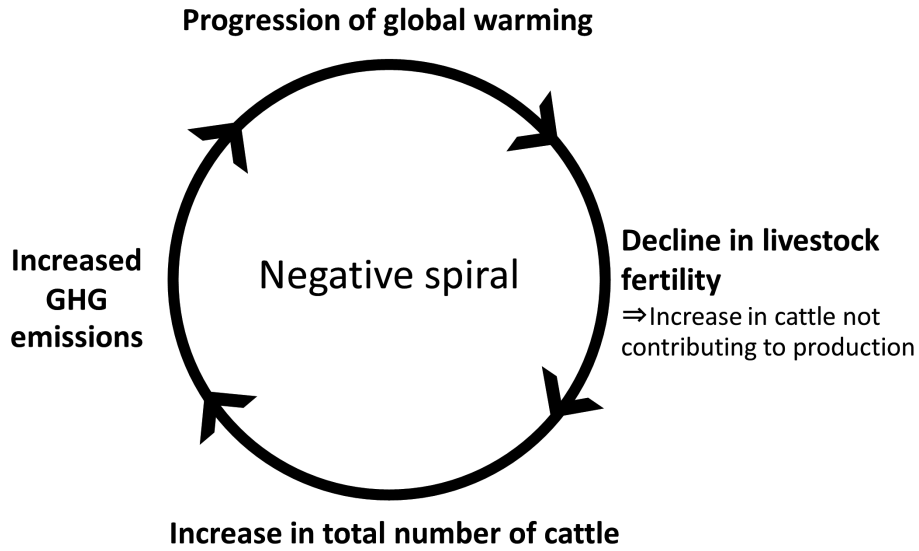 Progression of global warming
Decline in livestock
fertility
⇒Increase in cattle not
contributing to production
Increased
GHG
emissions
Negative spiral
Increase in total number of cattle